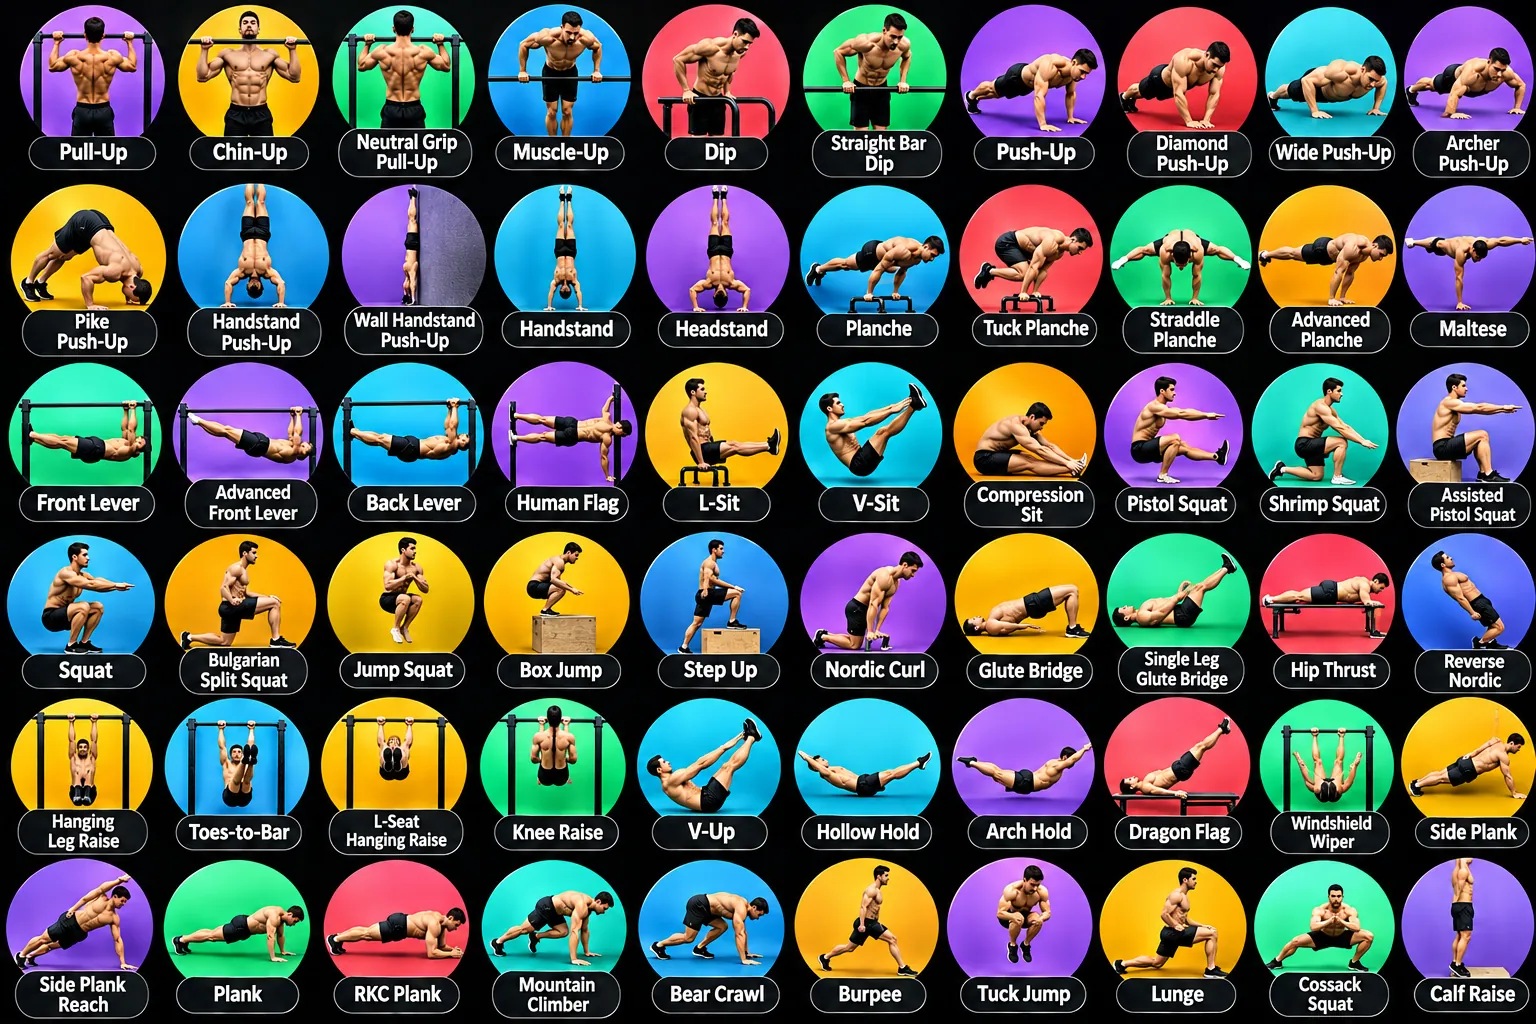 Pull-Up
Chin-Up
Neutral Grip
Pull-Up
Muscle-Up
Dip
Straight Bar
Dip
Push-Up
Diamond
Push-Up
Wide Push-Up
Archer
Push-Up
Pike
Push-Up
Handstand
Push-Up
Wall Handstand
Push-Up
Handstand
Headstand
Planche
Tuck Planche
Straddle
Planche
Advanced
Planche
Maltese
Front Lever
Advanced
Front Lever
Back Lever
Human Flag
L-Sit
V-Sit
Compression
Sit
Pistol Squat
Shrimp Squat
Assisted
Pistol Squat
Squat
Bulgarian
Split Squat
Jump Squat
Box Jump
Step Up
Nordic Curl
Glute Bridge
Single Leg
Glute Bridge
Hip Thrust
Reverse
Nordic
Hanging
Leg Raise
Toes-to-Bar
L-Seat
Hanging Raise
Knee Raise
V-Up
Hollow Hold
Arch Hold
Dragon Flag
Windshield
Wiper
Side Plank
Side Plank
Reach
Plank
RKC Plank
Mountain
Climber
Bear Crawl
Burpee
Tuck Jump
Lunge
Cossack
Squat
Calf Raise